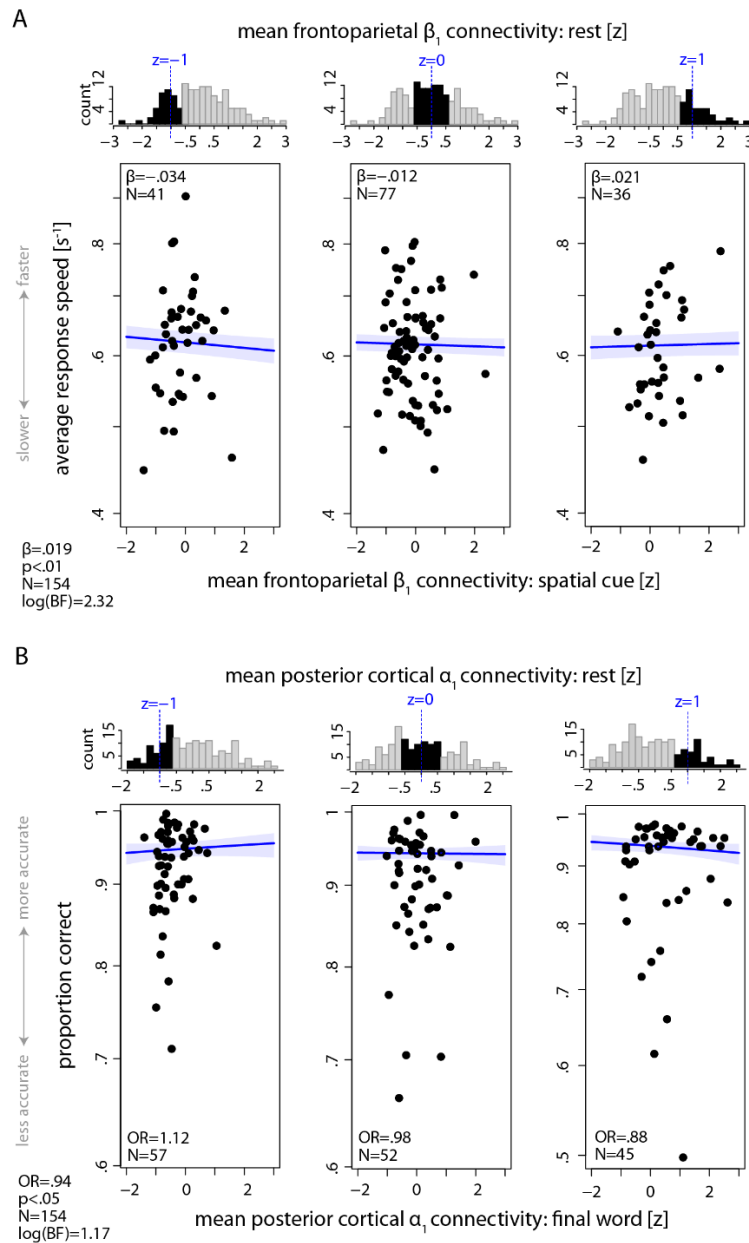 A
mean frontoparietal β₁ connectivity: rest [z]
z=−1 z=0 z=1
count
12
4
12
4
12
4
−3 −2 −.5 .5 2 3
−3 −2 −.5 .5 2 3
−3 −2 −.5 .5 2 3
β=−.034
N=41
β=−.012
N=77
β=.021
N=36
slower faster
average response speed [s⁻¹]
.8 .8 .8
.6 .6 .6
.4 .4 .4
−2 0 2 −2 0 2 −2 0 2
β=.019
p<.01
N=154
log(BF)=2.32
mean frontoparietal β₁ connectivity: spatial cue [z]
B
mean posterior cortical α₁ connectivity: rest [z]
z=−1 z=0 z=1
count
15
5
15
5
15
5
−2 −.5 .5 2
−2 −.5 .5 2
−2 −.5 .5 2
less accurate more accurate
proportion correct
1 1 1
.9 .9 .9
.8 .8 .8
.7 .7 .7
.6 .6 .6
.5
OR=1.12
N=57
OR=.98
N=52
OR=.88
N=45
−2 0 2 −2 0 2 −2 0 2
OR=.94
p<.05
N=154
log(BF)=1.17
mean posterior cortical α₁ connectivity: final word [z]